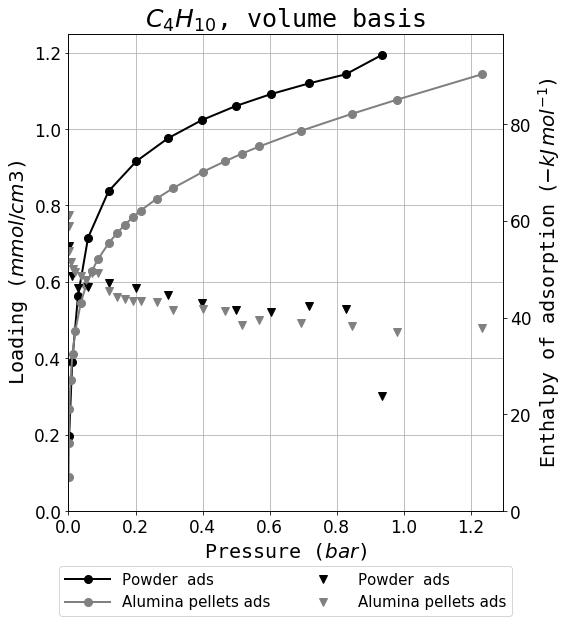 C₄H₁₀, volume basis
1.2
1.0
0.8
0.6
0.4
0.2
0.0
Loading (mmol/cm3)
80
60
40
20
0
Enthalpy of adsorption (−kJmol⁻¹)
0.0 0.2 0.4 0.6 0.8 1.0 1.2
Pressure (bar)
Powder ads Powder ads
Alumina pellets ads Alumina pellets ads